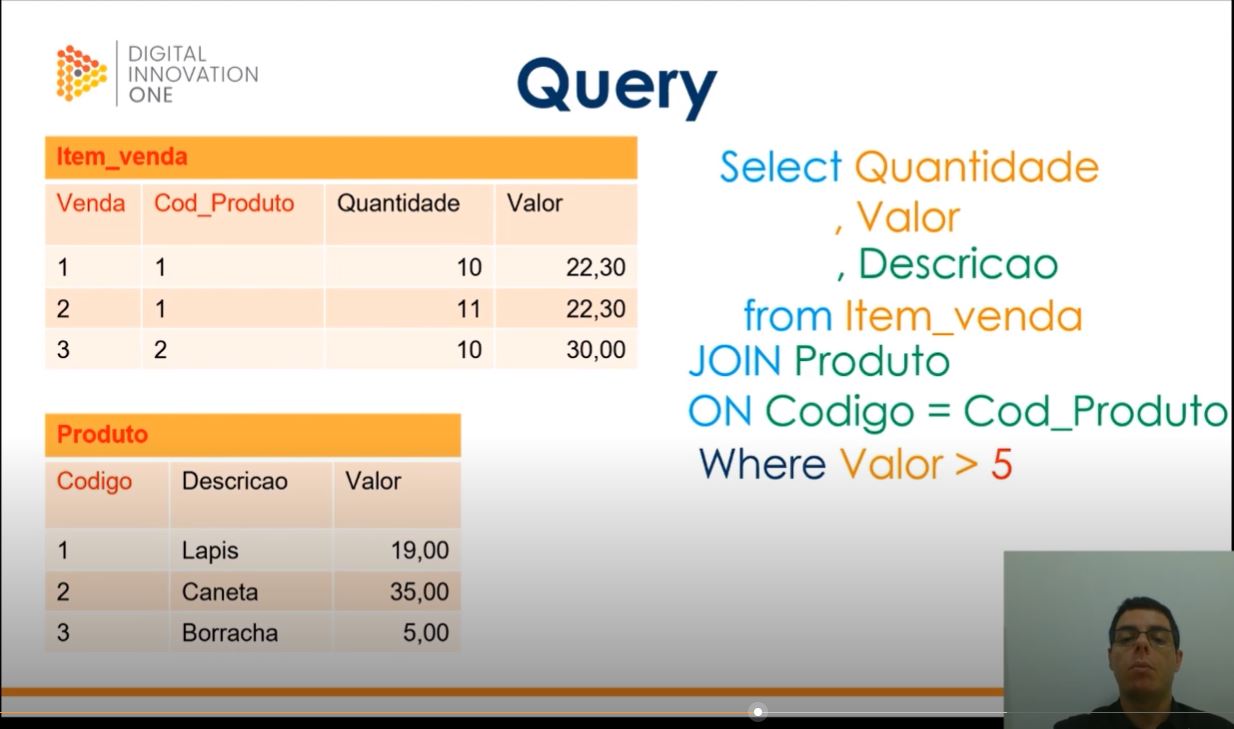 DIGITAL
INNOVATION
ONE
Query
Item_venda
Venda Cod_Produto Quantidade Valor
1 1 10 22,30
2 1 11 22,30
3 2 10 30,00
Produto
Codigo Descricao Valor
1 Lapis 19,00
2 Caneta 35,00
3 Borracha 5,00
Select Quantidade
, Valor
, Descricao
from Item_venda
JOIN Produto
ON Codigo = Cod_Produto
Where Valor > 5